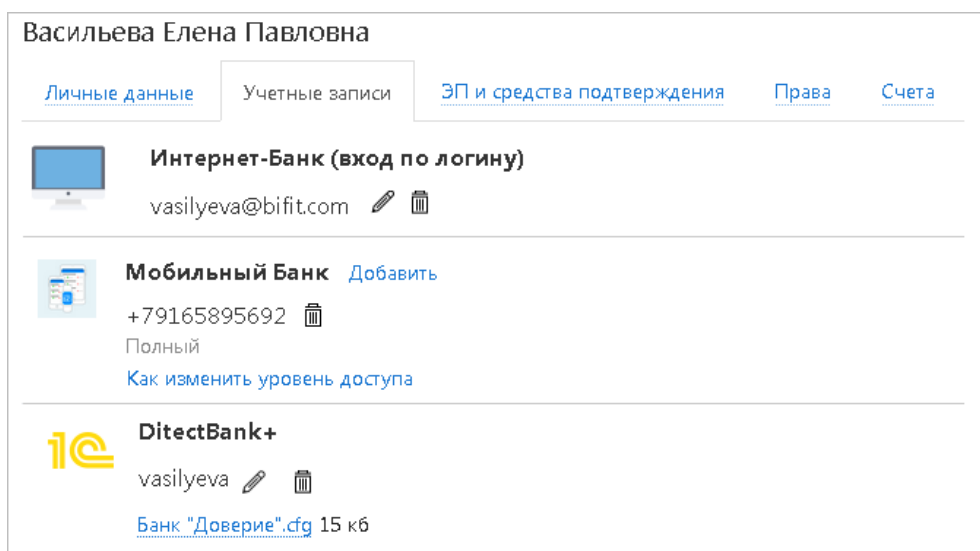 Васильева Елена Павловна
Личные данные Учетные записи ЭП и средства подтверждения Права Счета
Интернет-Банк (вход по логину)
vasilyeva@bifit.com
Мобильный Банк Добавить
+79165895692
Полный
Как изменить уровень доступа
1С
DitectBank+
vasilyeva
Банк "Доверие".cfg 15 кб